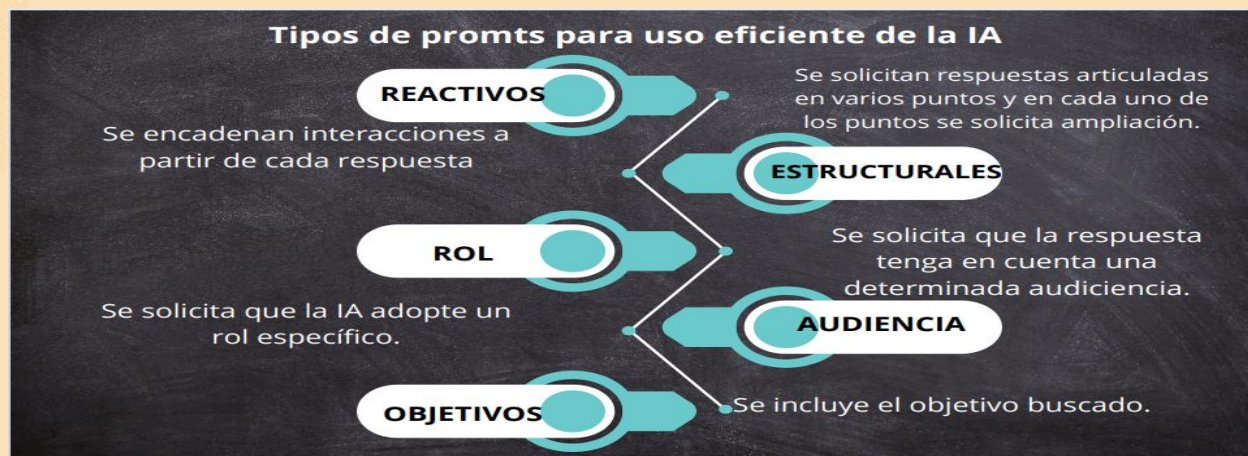 Tipos de promts para uso eficiente de la IA
REACTIVOS
Se encadenan interacciones a
partir de cada respuesta
Se solicitan respuestas articuladas
en varios puntos y en cada uno de
los puntos se solicita ampliación.
ESTRUCTURALES
ROL
Se solicita que la IA adopte un
rol específico.
Se solicita que la respuesta
tenga en cuenta una
determinada audiciencia.
AUDIENCIA
OBJETIVOS
Se incluye el objetivo buscado.